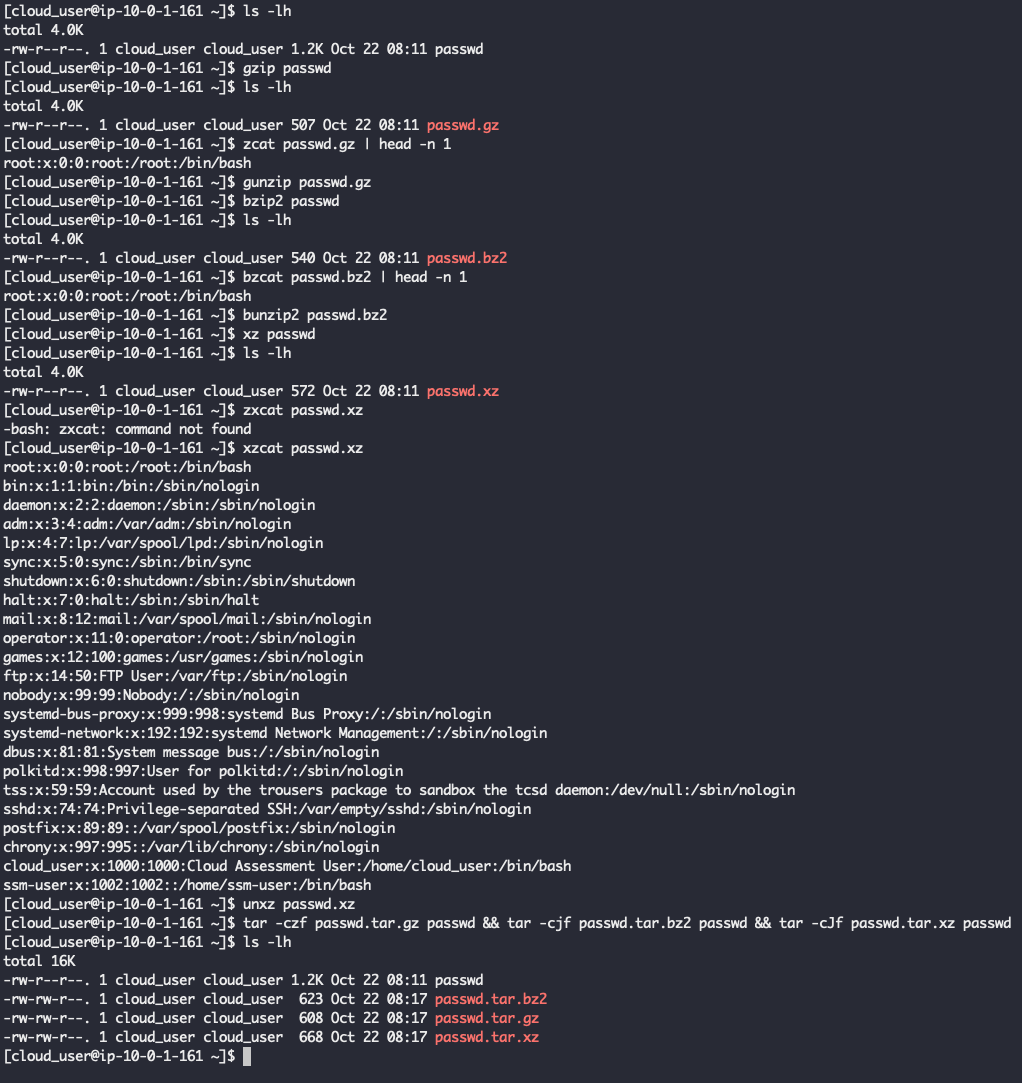 [cloud_user@ip-10-0-1-161 ~]$ ls -lh
total 4.0K
-rw-r--r--. 1 cloud_user cloud_user 1.2K Oct 22 08:11 passwd
[cloud_user@ip-10-0-1-161 ~]$ gzip passwd
[cloud_user@ip-10-0-1-161 ~]$ ls -lh
total 4.0K
-rw-r--r--. 1 cloud_user cloud_user 507 Oct 22 08:11 passwd.gz
[cloud_user@ip-10-0-1-161 ~]$ zcat passwd.gz | head -n 1
root:x:0:0:root:/root:/bin/bash
[cloud_user@ip-10-0-1-161 ~]$ gunzip passwd.gz
[cloud_user@ip-10-0-1-161 ~]$ bzip2 passwd
[cloud_user@ip-10-0-1-161 ~]$ ls -lh
total 4.0K
-rw-r--r--. 1 cloud_user cloud_user 540 Oct 22 08:11 passwd.bz2
[cloud_user@ip-10-0-1-161 ~]$ bzcat passwd.bz2 | head -n 1
root:x:0:0:root:/root:/bin/bash
[cloud_user@ip-10-0-1-161 ~]$ bunzip2 passwd.bz2
[cloud_user@ip-10-0-1-161 ~]$ xz passwd
[cloud_user@ip-10-0-1-161 ~]$ ls -lh
total 4.0K
-rw-r--r--. 1 cloud_user cloud_user 572 Oct 22 08:11 passwd.xz
[cloud_user@ip-10-0-1-161 ~]$ zxcat passwd.xz
-bash: zxcat: command not found
[cloud_user@ip-10-0-1-161 ~]$ xzcat passwd.xz
root:x:0:0:root:/root:/bin/bash
bin:x:1:1:bin:/bin:/sbin/nologin
daemon:x:2:2:daemon:/sbin:/sbin/nologin
adm:x:3:4:adm:/var/adm:/sbin/nologin
lp:x:4:7:lp:/var/spool/lpd:/sbin/nologin
sync:x:5:0:sync:/sbin:/bin/sync
shutdown:x:6:0:shutdown:/sbin:/sbin/shutdown
halt:x:7:0:halt:/sbin:/sbin/halt
mail:x:8:12:mail:/var/spool/mail:/sbin/nologin
operator:x:11:0:operator:/root:/sbin/nologin
games:x:12:100:games:/usr/games:/sbin/nologin
ftp:x:14:50:FTP User:/var/ftp:/sbin/nologin
nobody:x:99:99:Nobody:/:/sbin/nologin
systemd-bus-proxy:x:999:998:systemd Bus Proxy:/:/sbin/nologin
systemd-network:x:192:192:systemd Network Management:/:/sbin/nologin
dbus:x:81:81:System message bus:/:/sbin/nologin
polkitd:x:998:997:User for polkitd:/:/sbin/nologin
tss:x:59:59:Account used by the trousers package to sandbox the tcsd daemon:/dev/null:/sbin/nologin
sshd:x:74:74:Privilege-separated SSH:/var/empty/sshd:/sbin/nologin
postfix:x:89:89::/var/spool/postfix:/sbin/nologin
chrony:x:997:995::/var/lib/chrony:/sbin/nologin
cloud_user:x:1000:1000:Cloud Assessment User:/home/cloud_user:/bin/bash
ssm-user:x:1002:1002::/home/ssm-user:/bin/bash
[cloud_user@ip-10-0-1-161 ~]$ unxz passwd.xz
[cloud_user@ip-10-0-1-161 ~]$ tar -czf passwd.tar.gz passwd && tar -cjf passwd.tar.bz2 passwd && tar -cJf passwd.tar.xz passwd
[cloud_user@ip-10-0-1-161 ~]$ ls -lh
total 16K
-rw-r--r--. 1 cloud_user cloud_user 1.2K Oct 22 08:11 passwd
-rw-rw-r--. 1 cloud_user cloud_user  623 Oct 22 08:17 passwd.tar.bz2
-rw-rw-r--. 1 cloud_user cloud_user  608 Oct 22 08:17 passwd.tar.gz
-rw-rw-r--. 1 cloud_user cloud_user  668 Oct 22 08:17 passwd.tar.xz
[cloud_user@ip-10-0-1-161 ~]$